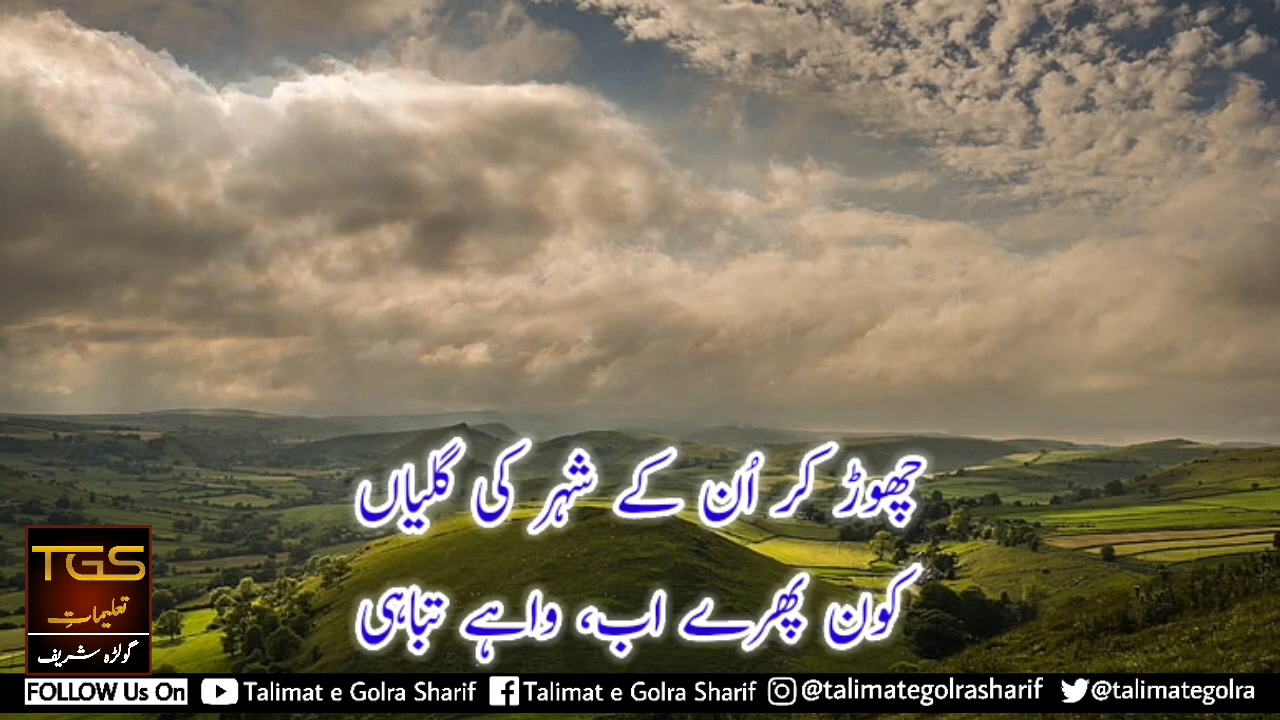 چھوڑ کر اُن کے شہر کی گلیاں
کون پھرے اب، واہے تباہی
TGS
تعلیماتِ
گولڑہ شریف
FOLLOW Us On Talimat e Golra Sharif Talimat e Golra Sharif @talimategolrasharif @talimategolra